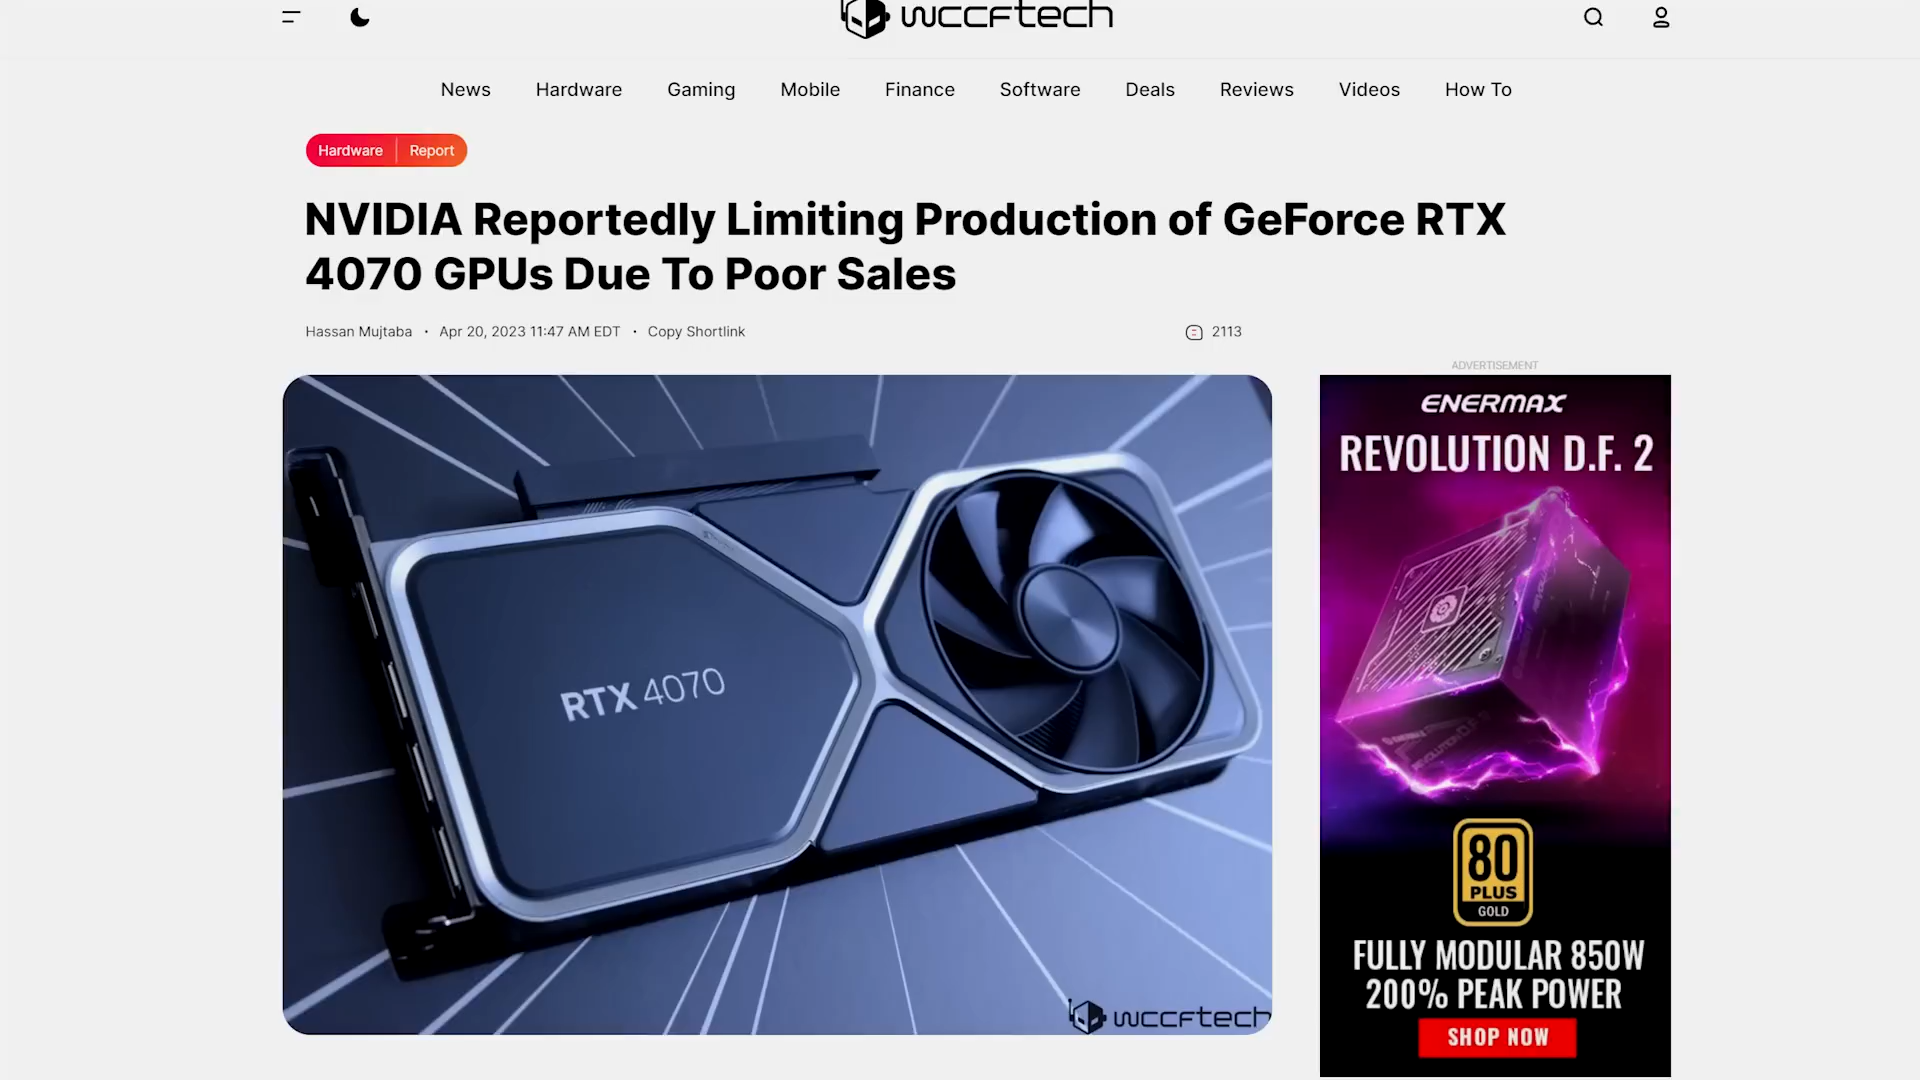 wccftech
News Hardware Gaming Mobile Finance Software Deals Reviews Videos How To
Hardware Report
NVIDIA Reportedly Limiting Production of GeForce RTX
4070 GPUs Due To Poor Sales
Hassan Mujtaba • Apr 20, 2023 11:47 AM EDT • Copy Shortlink
2113
RTX 4070
wccftech
ADVERTISEMENT
ENERMAX
REVOLUTION D.F. 2
80
PLUS
GOLD
FULLY MODULAR 850W
200% PEAK POWER
SHOP NOW